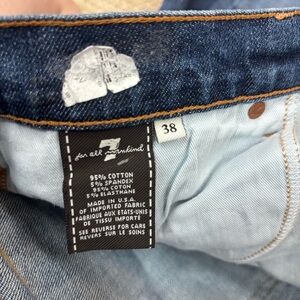 7
for all mankind
38
95% COTTON
5% SPANDEX
95% COTON
5% ELASTHANE
MADE IN U.S.A.
OF IMPORTED FABRIC
FABRIQUE AUX ETATS-UNIS
DE TISSU IMPORTE
SEE REVERSE FOR CARE
REVERS SUR LE SOINS